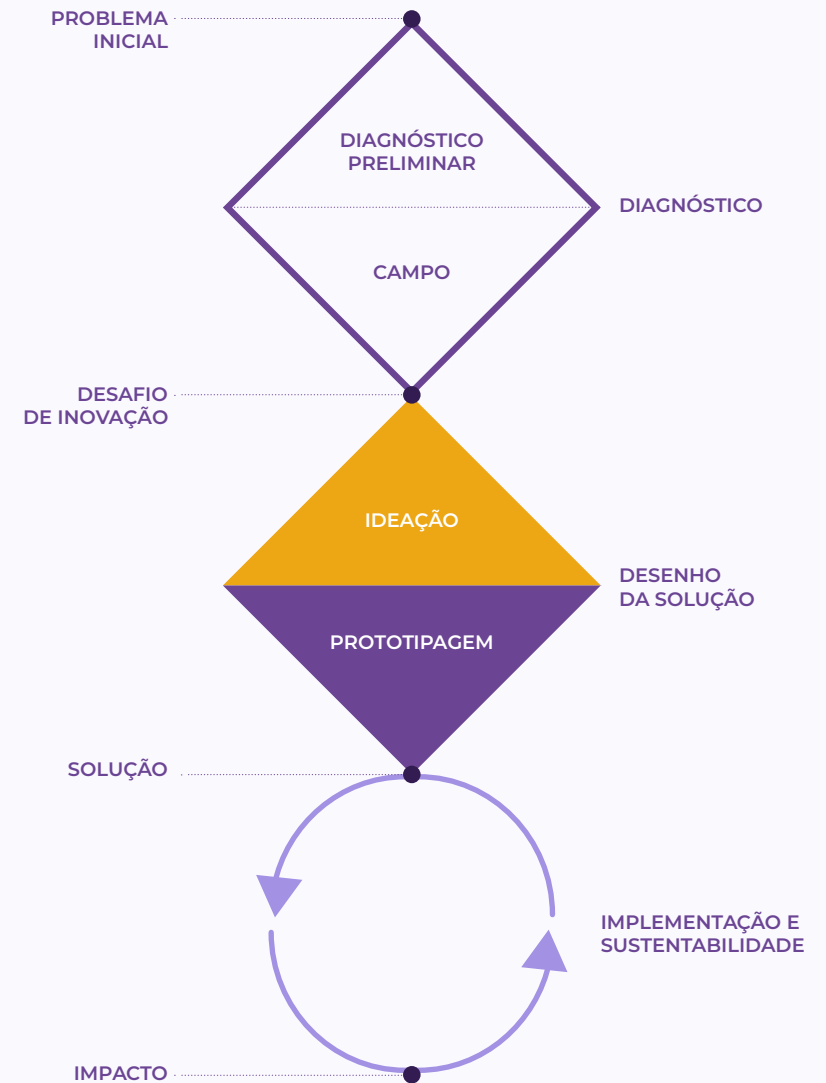 PROBLEMA
INICIAL
DIAGNÓSTICO
PRELIMINAR
DIAGNÓSTICO
CAMPO
DESAFIO
DE INOVAÇÃO
IDEAÇÃO
DESENHO
DA SOLUÇÃO
PROTOTIPAGEM
SOLUÇÃO
IMPLEMENTAÇÃO E
SUSTENTABILIDADE
IMPACTO